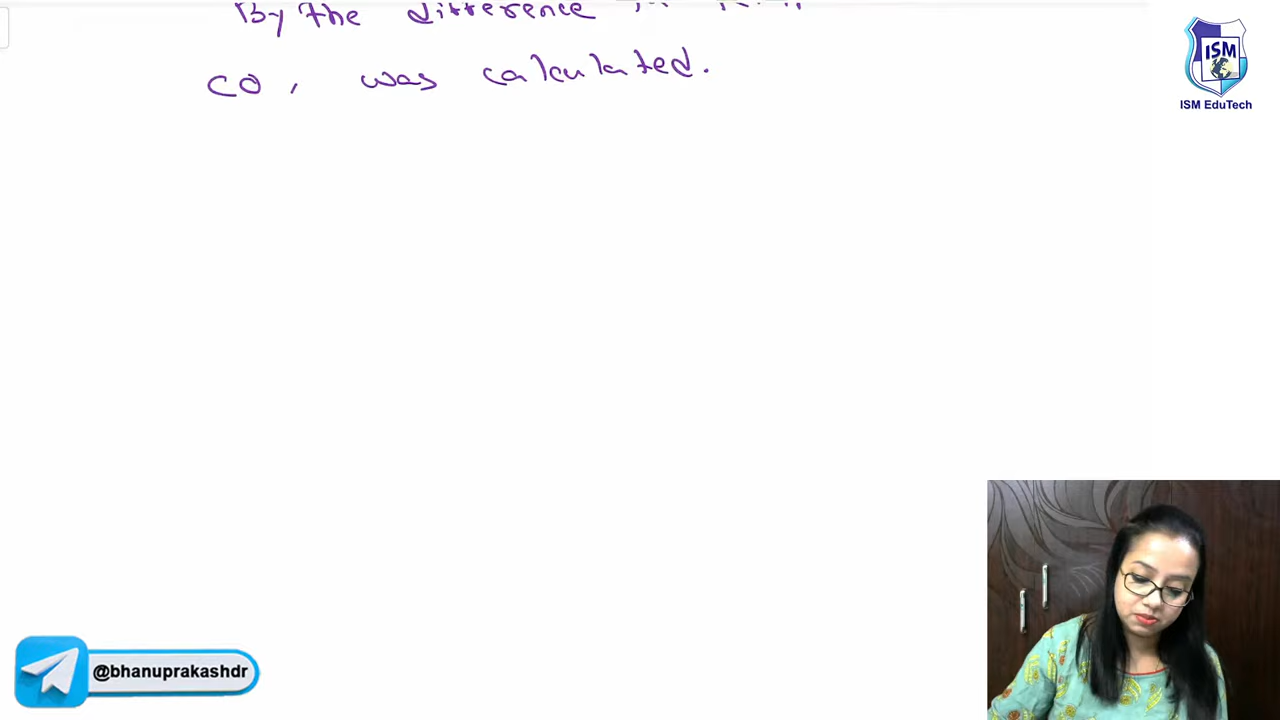 By the difference
CO, was calculated.
ISM
ISM EduTech
@bhanuprakashdr